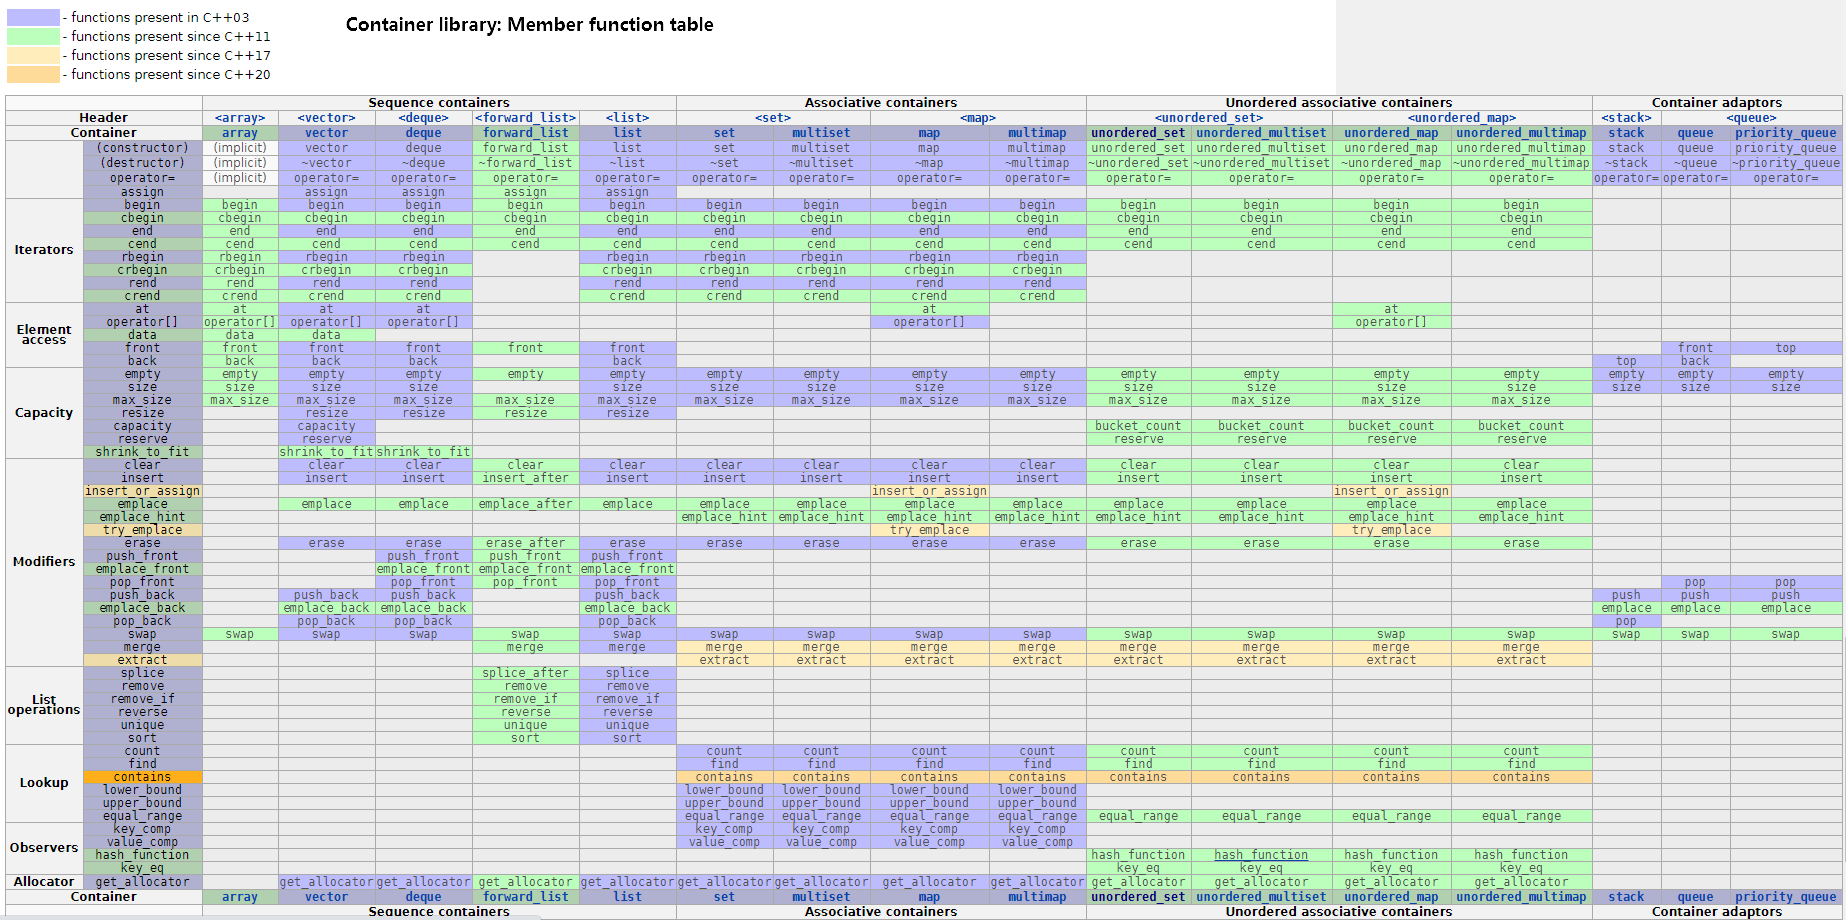 - functions present in C++03
- functions present since C++11
- functions present since C++17
- functions present since C++20
Container library: Member function table
Sequence containers Associative containers Unordered associative containers Container adaptors
Header <array> <vector> <deque> <forward_list> <list> <set> <map> <unordered_set> <unordered_map> <stack> <queue>
Container array vector deque forward_list list set multiset map multimap unordered_set unordered_multiset unordered_map unordered_multimap stack queue priority_queue
(constructor) (implicit) vector deque forward_list list set multiset map multimap unordered_set unordered_multiset unordered_map unordered_multimap stack queue priority_queue
(destructor) (implicit) ~vector ~deque ~forward_list ~list ~set ~multiset ~map ~multimap ~unordered_set ~unordered_multiset ~unordered_map ~unordered_multimap ~stack ~queue ~priority_queue
operator= (implicit) operator= operator= operator= operator= operator= operator= operator= operator= operator= operator= operator= operator= operator= operator= operator=
assign assign assign assign assign
Iterators
begin begin begin begin begin begin begin begin begin begin begin begin begin begin
cbegin cbegin cbegin cbegin cbegin cbegin cbegin cbegin cbegin cbegin cbegin cbegin cbegin cbegin
end end end end end end end end end end end end end end
cend cend cend cend cend cend cend cend cend cend cend cend cend cend
rbegin rbegin rbegin rbegin rbegin rbegin rbegin rbegin rbegin
crbegin crbegin crbegin crbegin crbegin crbegin crbegin crbegin crbegin
rend rend rend rend rend rend rend rend
crend crend crend crend crend crend crend crend crend
Element
access
at at at at at at
operator[] operator[] operator[] operator[] operator[] operator[]
data data data
front front front front front front front top
back back back back back top back
Capacity
empty empty empty empty empty empty empty empty empty empty empty empty empty empty empty empty empty
size size size size size size size size size size size size size size size size
max_size max_size max_size max_size max_size max_size max_size max_size max_size max_size max_size max_size max_size max_size
resize resize resize resize resize
capacity capacity bucket_count bucket_count bucket_count bucket_count
reserve reserve reserve reserve reserve reserve
shrink_to_fit shrink_to_fit shrink_to_fit
Modifiers
clear clear clear clear clear clear clear clear clear clear clear clear clear
insert insert insert insert_after insert insert insert insert insert insert insert insert insert
insert_or_assign insert_or_assign insert_or_assign
emplace emplace emplace emplace_after emplace emplace emplace emplace emplace emplace emplace emplace emplace
emplace_hint emplace_hint emplace_hint emplace_hint emplace_hint emplace_hint emplace_hint emplace_hint emplace_hint
try_emplace try_emplace try_emplace
erase erase erase erase_after erase erase erase erase erase erase erase erase erase
push_front push_front push_front push_front
emplace_front emplace_front emplace_front emplace_front
pop_front pop_front pop_front pop_front pop pop
push_back push_back push_back push_back push push push
emplace_back emplace_back emplace_back emplace_back emplace emplace emplace
pop_back pop_back pop_back pop_back pop
swap swap swap swap swap swap swap swap swap swap swap swap swap swap swap swap swap
merge merge merge merge merge merge merge merge merge merge merge
extract extract extract extract extract extract extract extract extract
List
operations
splice splice_after splice
remove remove remove
remove_if remove_if remove_if
reverse reverse reverse
unique unique unique
sort sort sort
Lookup
count count count count count count count count count
find find find find find find find find find
contains contains contains contains contains contains contains contains contains
lower_bound lower_bound lower_bound lower_bound lower_bound
upper_bound upper_bound upper_bound upper_bound upper_bound
equal_range equal_range equal_range equal_range equal_range equal_range equal_range equal_range equal_range
Observers
key_comp key_comp key_comp key_comp key_comp
value_comp value_comp value_comp value_comp value_comp
hash_function hash_function hash_function hash_function hash_function
key_eq key_eq key_eq key_eq key_eq
Allocator get_allocator get_allocator get_allocator get_allocator get_allocator get_allocator get_allocator get_allocator get_allocator get_allocator get_allocator get_allocator get_allocator
Container array vector deque forward_list list set multiset map multimap unordered_set unordered_multiset unordered_map unordered_multimap stack queue priority_queue
Sequence containers Associative containers Unordered associative containers Container adaptors